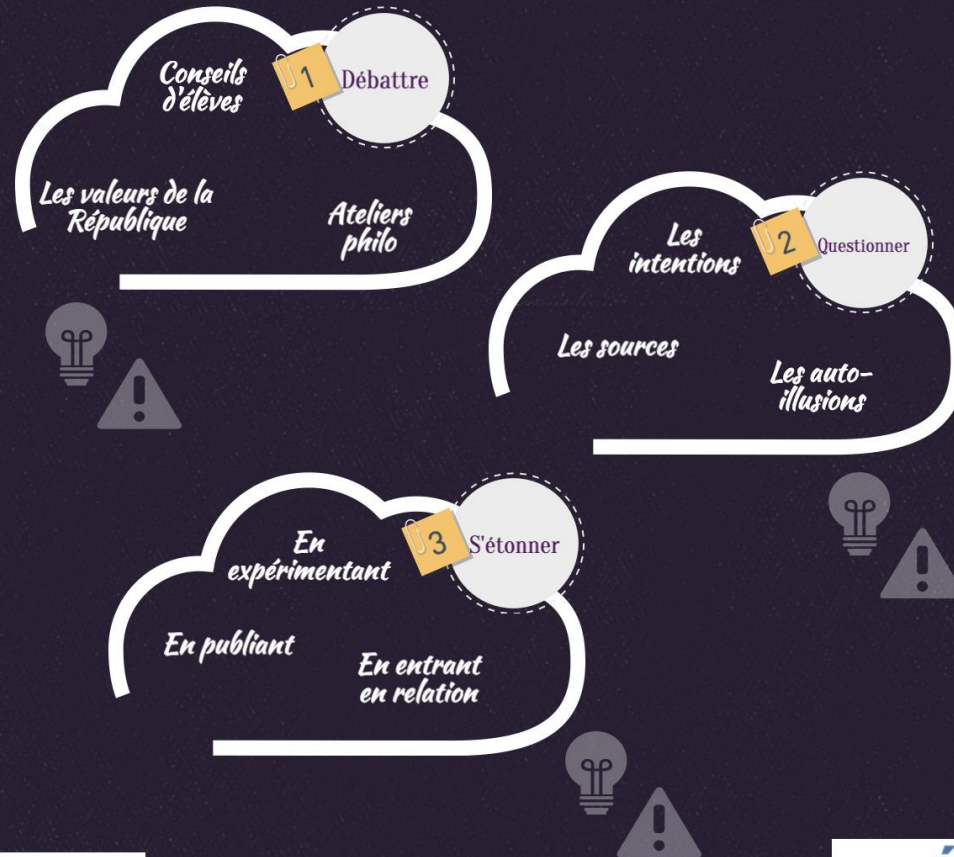 Conseils
d'élèves
1
Débattre
Les valeurs de la
République
Ateliers
philo
Les
intentions
2
Questionner
Les sources
Les auto-
illusions
En
expérimentant
3
S'étonner
En publiant
En entrant
en relation